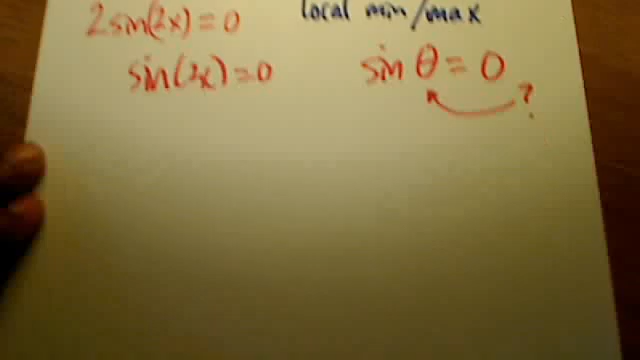 2sin(2x) = 0
local min/max
sin(2x) = 0
sin θ = 0
?